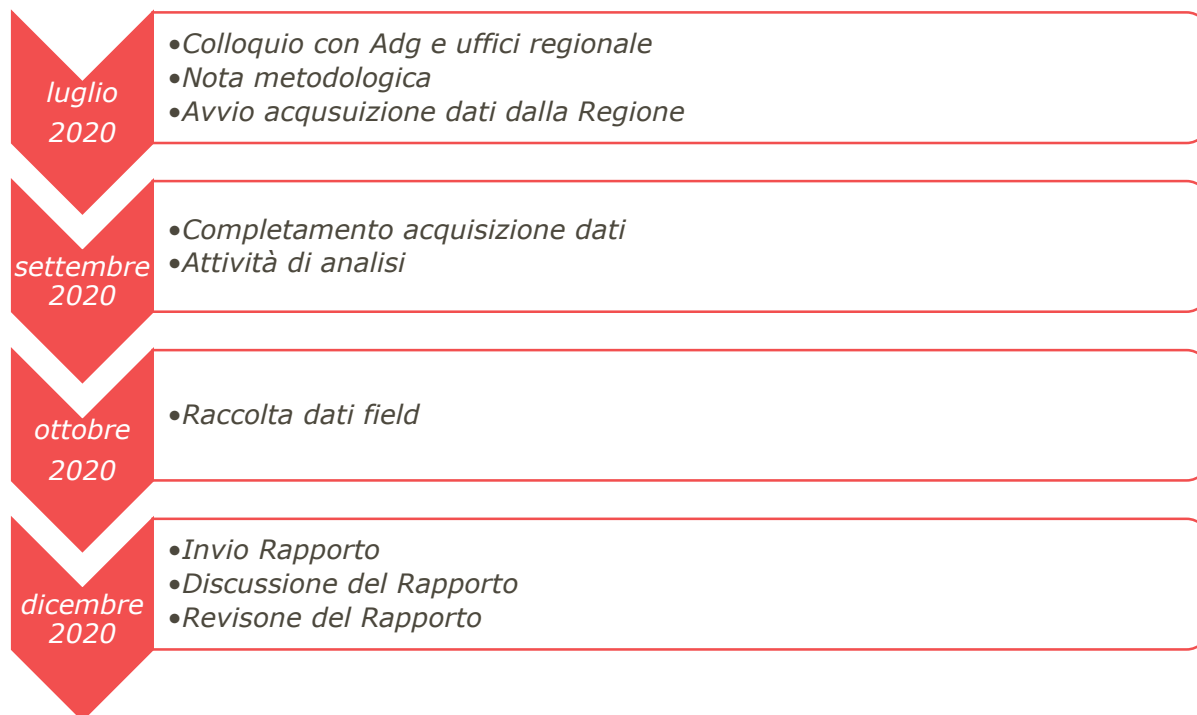 luglio
2020
•Colloquio con Adg e uffici regionale
•Nota metodologica
•Avvio acqusuizione dati dalla Regione
settembre
2020
•Completamento acquisizione dati
•Attività di analisi
ottobre
2020
•Raccolta dati field
dicembre
2020
•Invio Rapporto
•Discussione del Rapporto
•Revisone del Rapporto